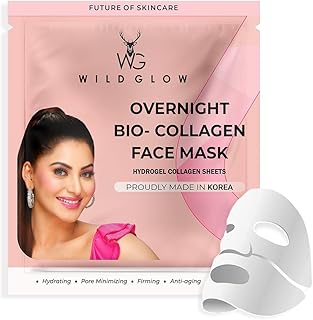 FUTURE OF SKINCARE
WG
WILD GLOW
OVERNIGHT
BIO- COLLAGEN
FACE MASK
HYDROGEL COLLAGEN SHEETS
PROUDLY MADE IN KOREA
• Hydrating • Pore Minimizing • Firming • Anti-aging